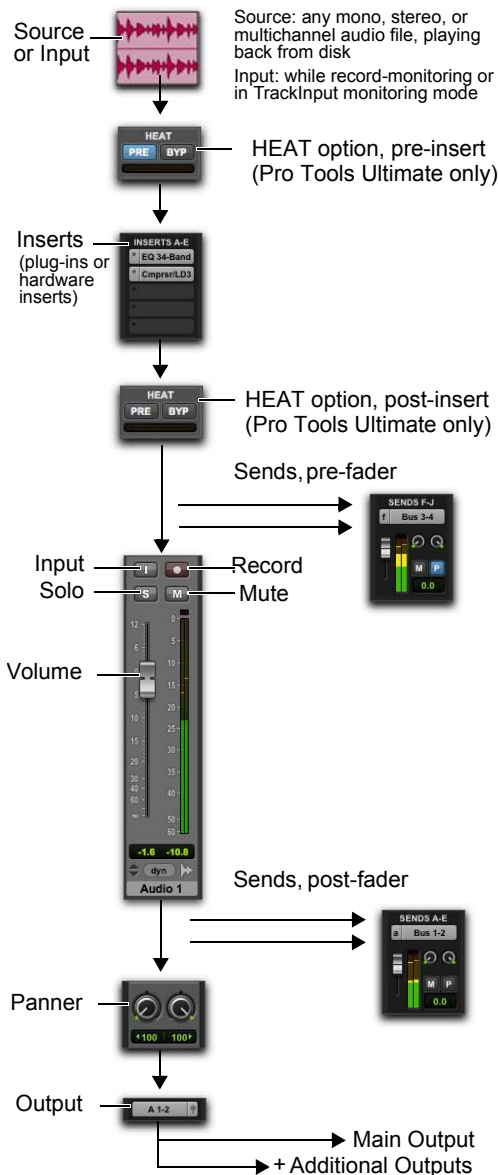 Source
or Input
Source: any mono, stereo, or
multichannel audio file, playing
back from disk
Input: while record-monitoring or
in TrackInput monitoring mode
HEAT
PRE BYP
HEAT option, pre-insert
(Pro Tools Ultimate only)
Inserts
(plug-ins or
hardware
inserts)
INSERTS A-E
EQ 34-Band
Cmprsr/LD3
HEAT
PRE BYP
HEAT option, post-insert
(Pro Tools Ultimate only)
Sends, pre-fader
SENDS F-J
f Bus 3-4
M P
0.0
Input
I
Record
Solo
S M
Mute
Volume
12
6
5
10
15
20
30
40
60
∞
0
5
10
15
20
25
30
35
40
50
60
-1.6 -10.8
dyn
Audio 1
Sends, post-fader
SENDS A-E
a Bus 1-2
M P
0.0
Panner
100 100
Output
A 1-2
Main Output
+ Additional Outputs